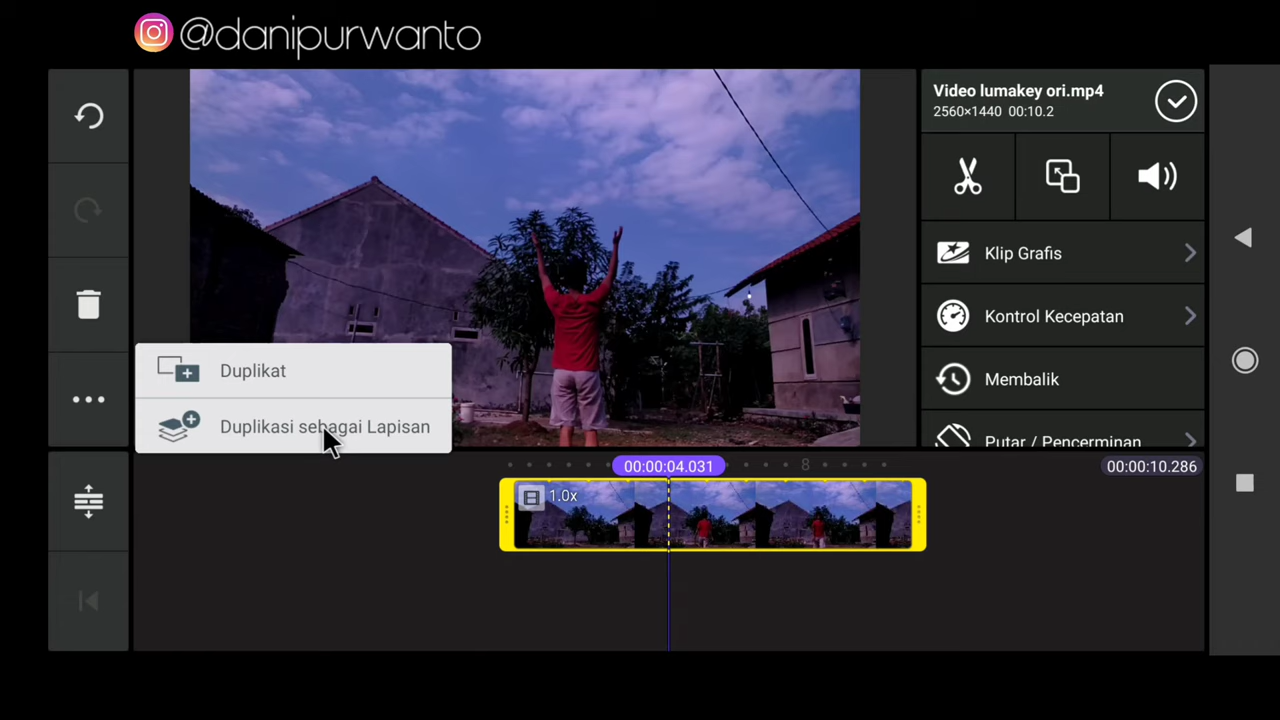 @danipurwanto
Video lumakey ori.mp4
2560×1440 00:10.2
Klip Grafis
Kontrol Kecepatan
Membalik
Putar / Pencerminan
Duplikat
Duplikasi sebagai Lapisan
00:00:04.031
8
00:00:10.286
1.0x